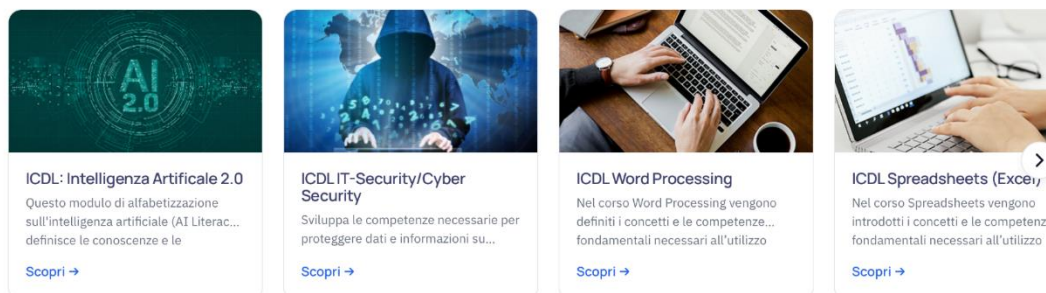 AI
2.0
ICDL: Intelligenza Artificale 2.0
Questo modulo di alfabetizzazione
sull'intelligenza artificiale (AI Literac...
definisce le conoscenze e le
Scopri →
ICDL IT-Security/Cyber
Security
Sviluppa le competenze necessarie per
proteggere dati e informazioni su...
Scopri →
ICDL Word Processing
Nel corso Word Processing vengono
definiti i concetti e le competenze...
fondamentali necessari all'utilizzo
Scopri →
ICDL Spreadsheets (Excel)
Nel corso Spreadsheets vengono
introdotti i concetti e le competenz
fondamentali necessari all'utilizzo
Scopri →